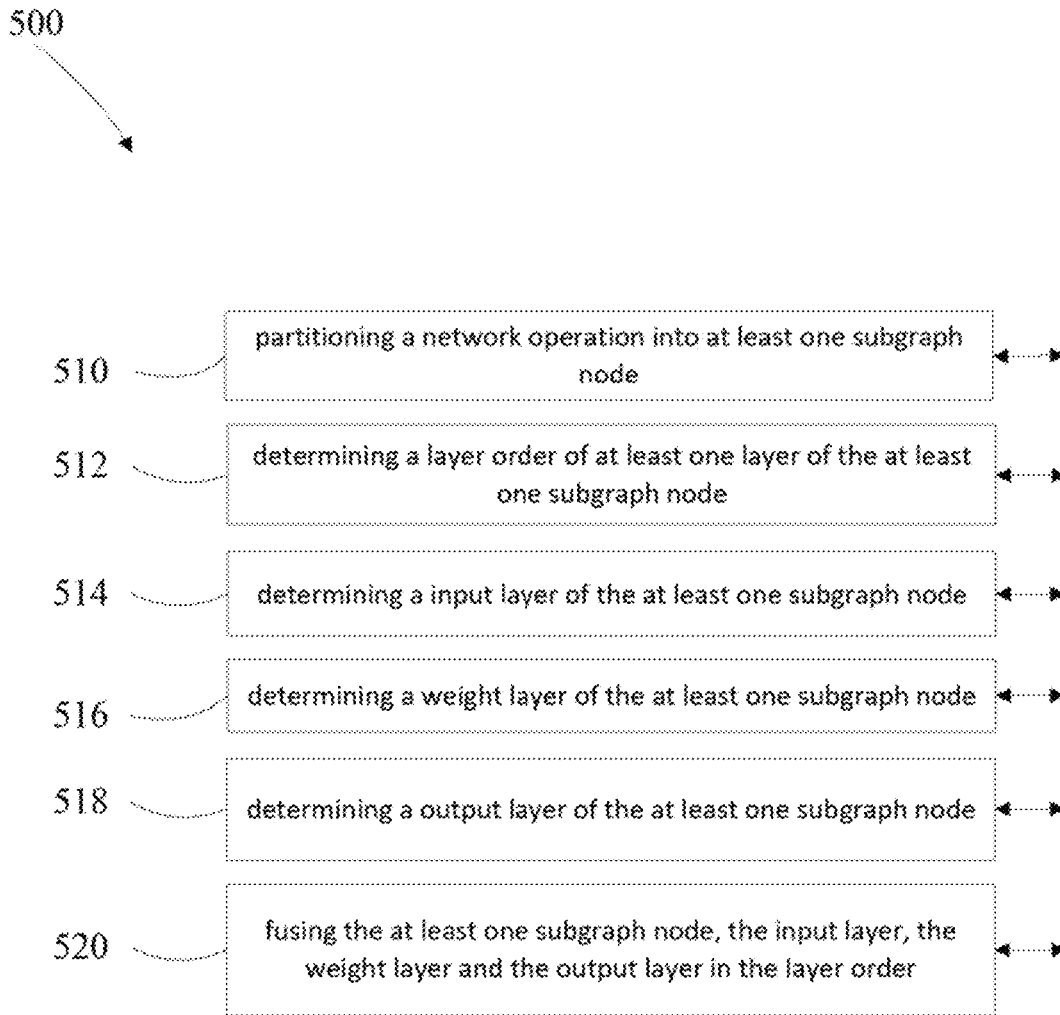 500
510
partitioning a network operation into at least one subgraph
node
512
determining a layer order of at least one layer of the at least
one subgraph node
514
determining a input layer of the at least one subgraph node
516
determining a weight layer of the at least one subgraph node
518
determining a output layer of the at least one subgraph node
520
fusing the at least one subgraph node, the input layer, the
weight layer and the output layer in the layer order